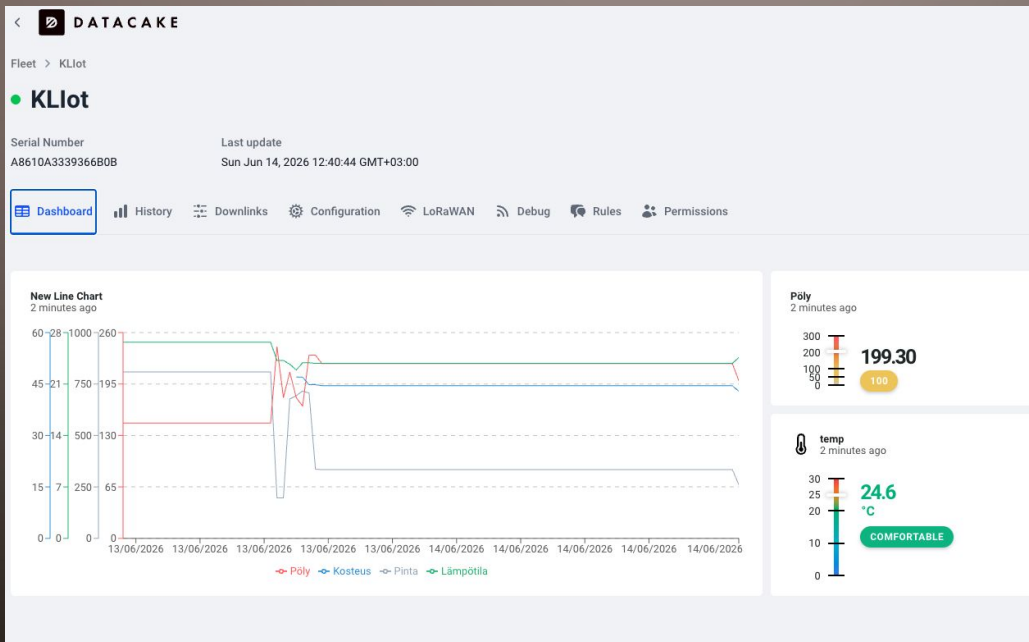 DATACAKE
Fleet > KLIot
KLIot
Serial Number
A8610A3339366B0B
Last update
Sun Jun 14, 2026 12:40:44 GMT+03:00
Dashboard History Downlinks Configuration LoRaWAN Debug Rules Permissions
New Line Chart
2 minutes ago
60 28 1000 260
45 21 750 195
30 14 500 130
15 7 250 65
0 0 0 0
13/06/2026 13/06/2026 13/06/2026 13/06/2026 13/06/2026 14/06/2026 14/06/2026 14/06/2026 14/06/2026 14/06/2026
Pöly Kosteus Pinta Lämpötila
Pöly
2 minutes ago
300
200
100
50
0
199.30
100
temp
2 minutes ago
30
25
20
10
0
24.6
°C
COMFORTABLE